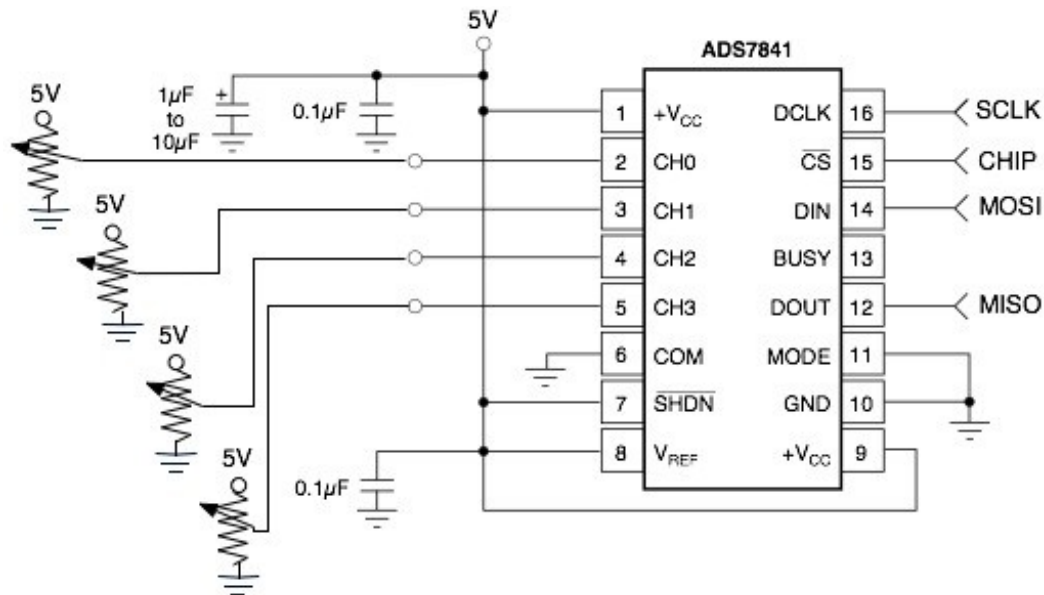 5V
ADS7841
5V
1µF
to
10µF
+
0.1µF
1 +VCC DCLK 16 SCLK
2 CH0 CS 15 CHIP
5V
3 CH1 DIN 14 MOSI
4 CH2 BUSY 13
5 CH3 DOUT 12 MISO
5V
6 COM MODE 11
7 SHDN GND 10
5V
8 VREF +VCC 9
0.1µF